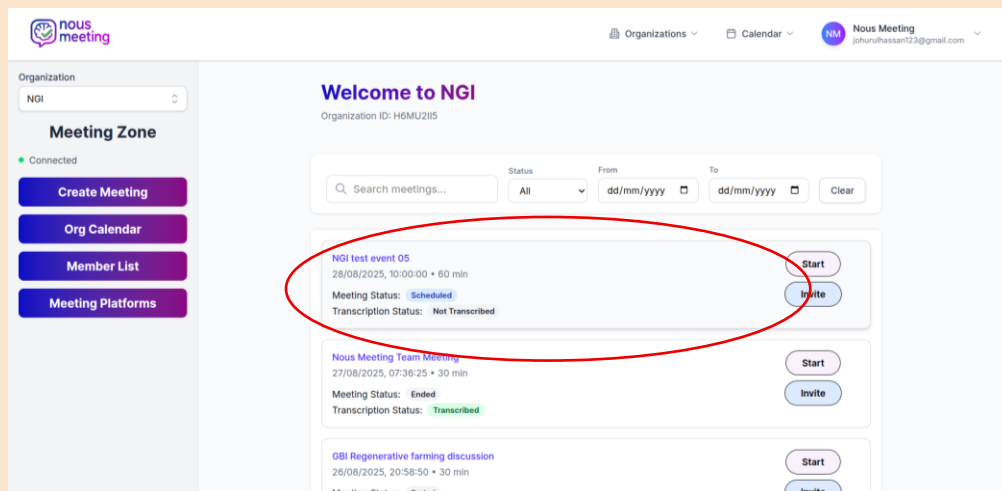 nous
meeting
Organizations
Calendar
NM
Nous Meeting
johurulhassan123@gmail.com
Organization
NGI
Meeting Zone
Connected
Create Meeting
Org Calendar
Member List
Meeting Platforms
Welcome to NGI
Organization ID: H6MU2II5
Search meetings...
Status
All
From
dd/mm/yyyy
To
dd/mm/yyyy
Clear
NGI test event 05
28/08/2025, 10:00:00 • 60 min
Meeting Status: Scheduled
Transcription Status: Not Transcribed
Start
Invite
Nous Meeting Team Meeting
27/08/2025, 07:36:25 • 30 min
Meeting Status: Ended
Transcription Status: Transcribed
Start
Invite
GBI Regenerative farming discussion
26/08/2025, 20:58:50 • 30 min
Start